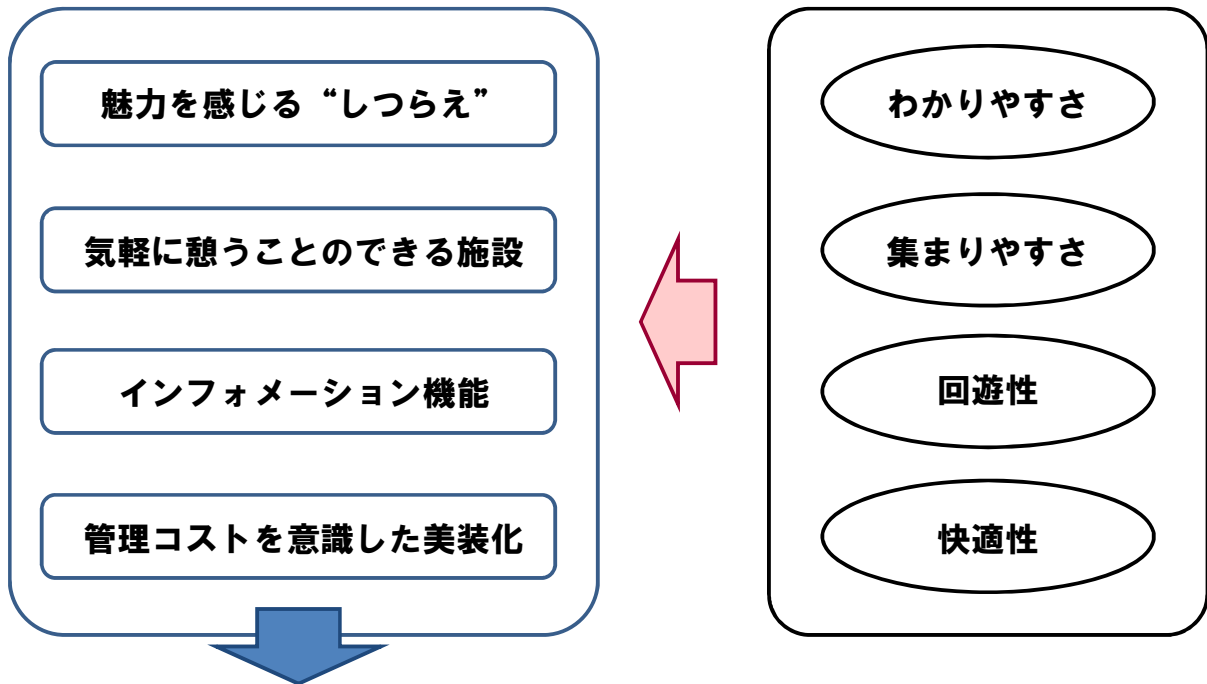 魅力を感じる“しつらえ”
気軽に憩うことのできる施設
インフォメーション機能
管理コストを意識した美装化
わかりやすさ
集まりやすさ
回遊性
快適性